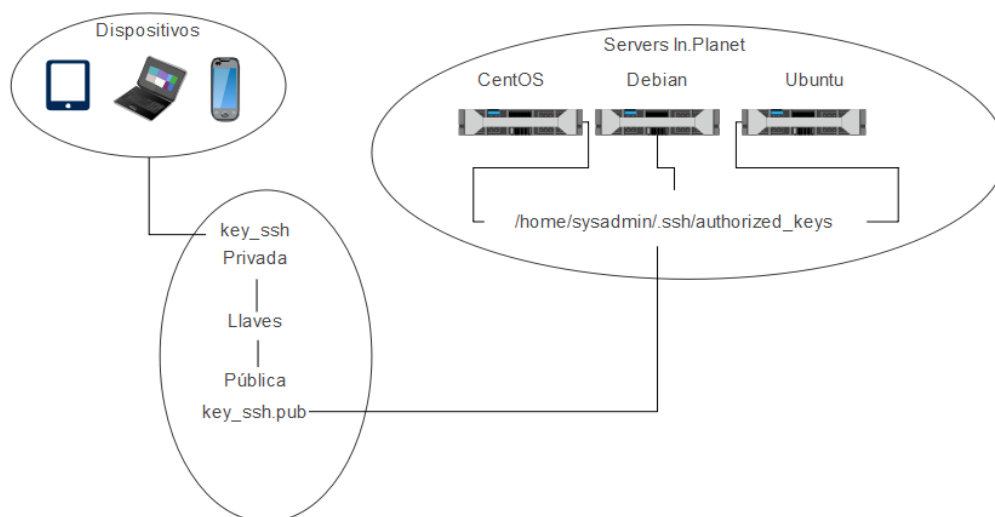 Dispositivos
Servers In.Planet
CentOS
Debian
Ubuntu
/home/sysadmin/.ssh/authorized_keys
key_ssh
Privada
Llaves
Pública
key_ssh.pub